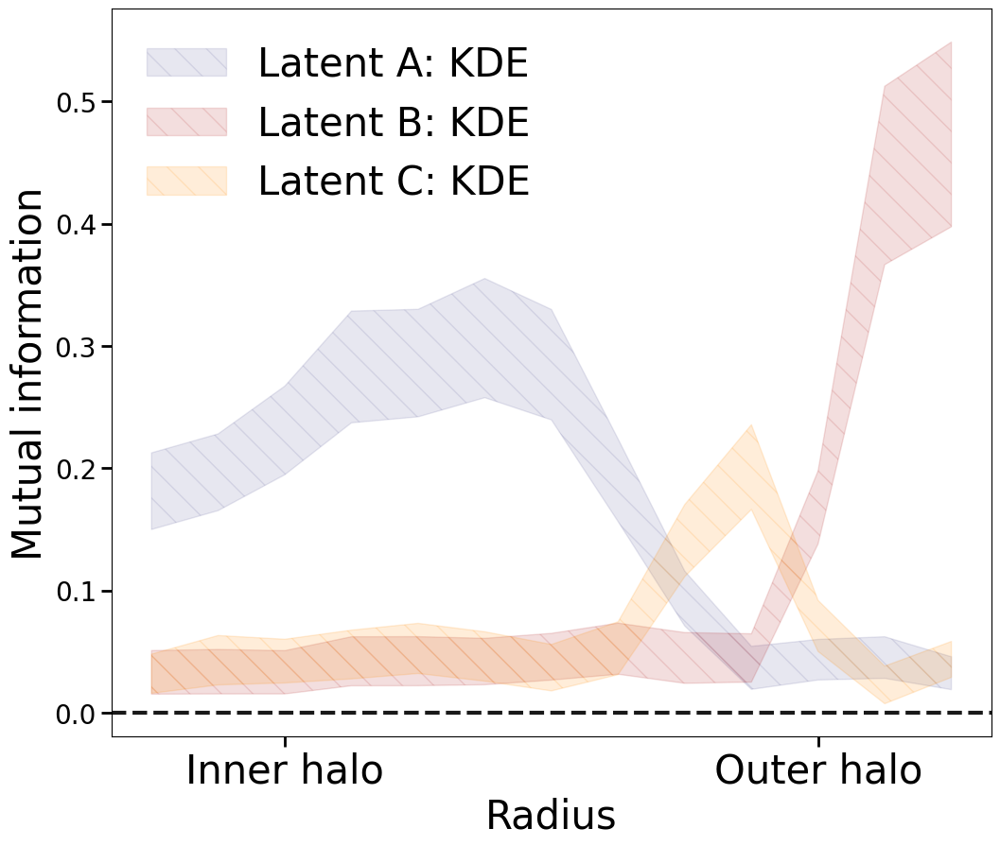 Latent A: KDE
Latent B: KDE
Latent C: KDE
Mutual information
0.5
0.4
0.3
0.2
0.1
0.0
Inner halo
Outer halo
Radius